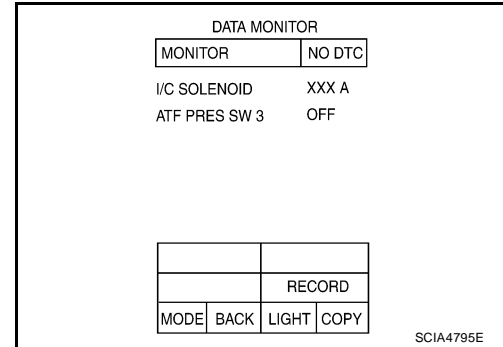 DATA MONITOR
MONITOR NO DTC
I/C SOLENOID XXX A
ATF PRES SW 3 OFF
RECORD
MODE BACK LIGHT COPY
SCIA4795E